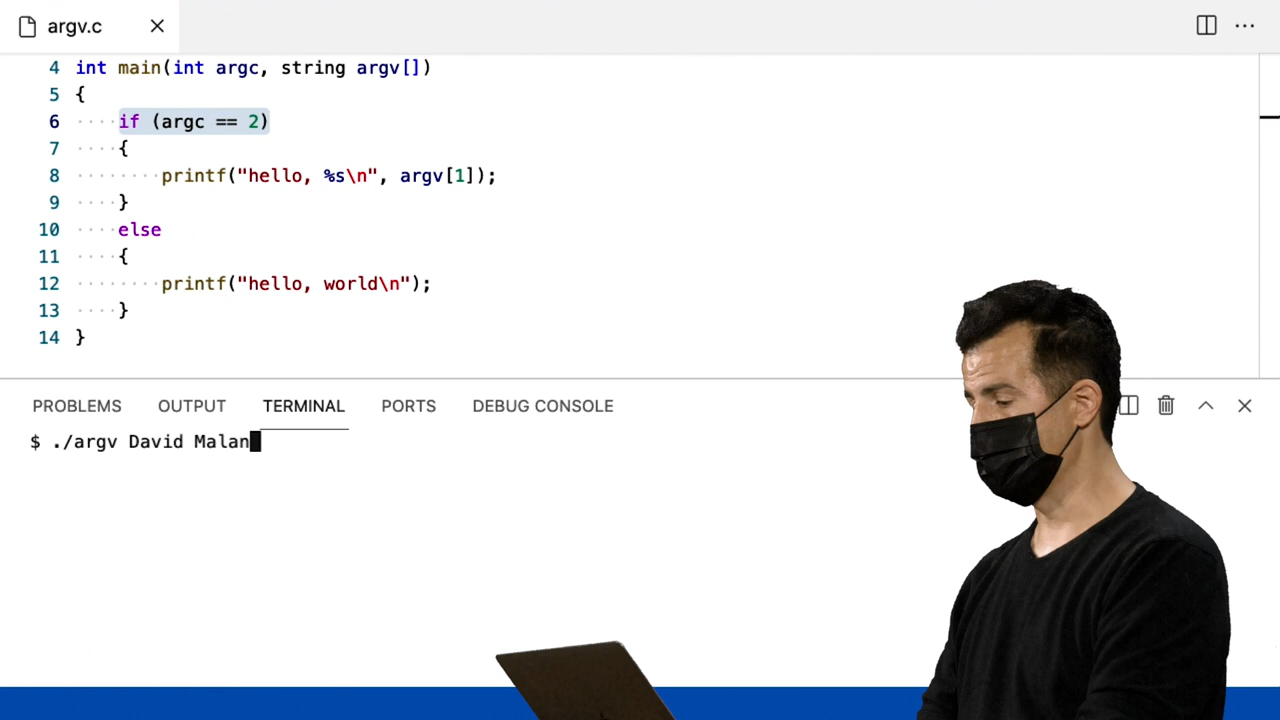 argv.c
4 int main(int argc, string argv[])
5 {
6 ····if (argc == 2)
7 ····{
8 ········printf("hello, %s\n", argv[1]);
9 ····}
10 ····else
11 ····{
12 ········printf("hello, world\n");
13 ····}
14 }
PROBLEMS OUTPUT TERMINAL PORTS DEBUG CONSOLE
$ ./argv David Malan